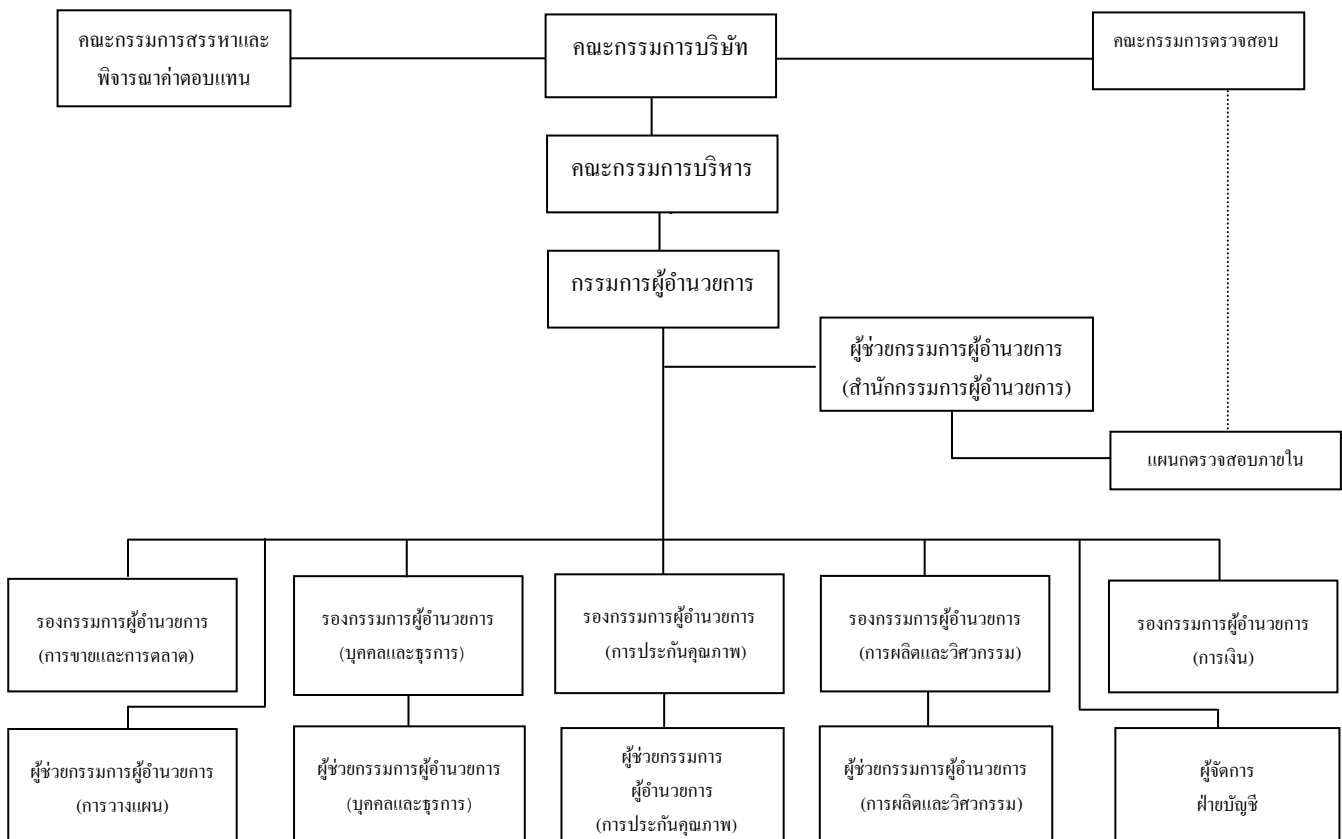 คณะกรรมการสรรหาและ
พิจารณาค่าตอบแทน
คณะกรรมการบริษัท
คณะกรรมการตรวจสอบ
คณะกรรมการบริหาร
กรรมการผู้อำนวยการ
ผู้ช่วยกรรมการผู้อำนวยการ
(สำนักกรรมการผู้อำนวยการ)
แผนกตรวจสอบภายใน
รองกรรมการผู้อำนวยการ
(การขายและการตลาด)
รองกรรมการผู้อำนวยการ
(บุคคลและธุรการ)
รองกรรมการผู้อำนวยการ
(การประกันคุณภาพ)
รองกรรมการผู้อำนวยการ
(การผลิตและวิศวกรรม)
รองกรรมการผู้อำนวยการ
(การเงิน)
ผู้ช่วยกรรมการผู้อำนวยการ
(การวางแผน)
ผู้ช่วยกรรมการผู้อำนวยการ
(บุคคลและธุรการ)
ผู้ช่วยกรรมการ
ผู้อำนวยการ
(การประกันคุณภาพ)
ผู้ช่วยกรรมการผู้อำนวยการ
(การผลิตและวิศวกรรม)
ผู้จัดการ
ฝ่ายบัญชี